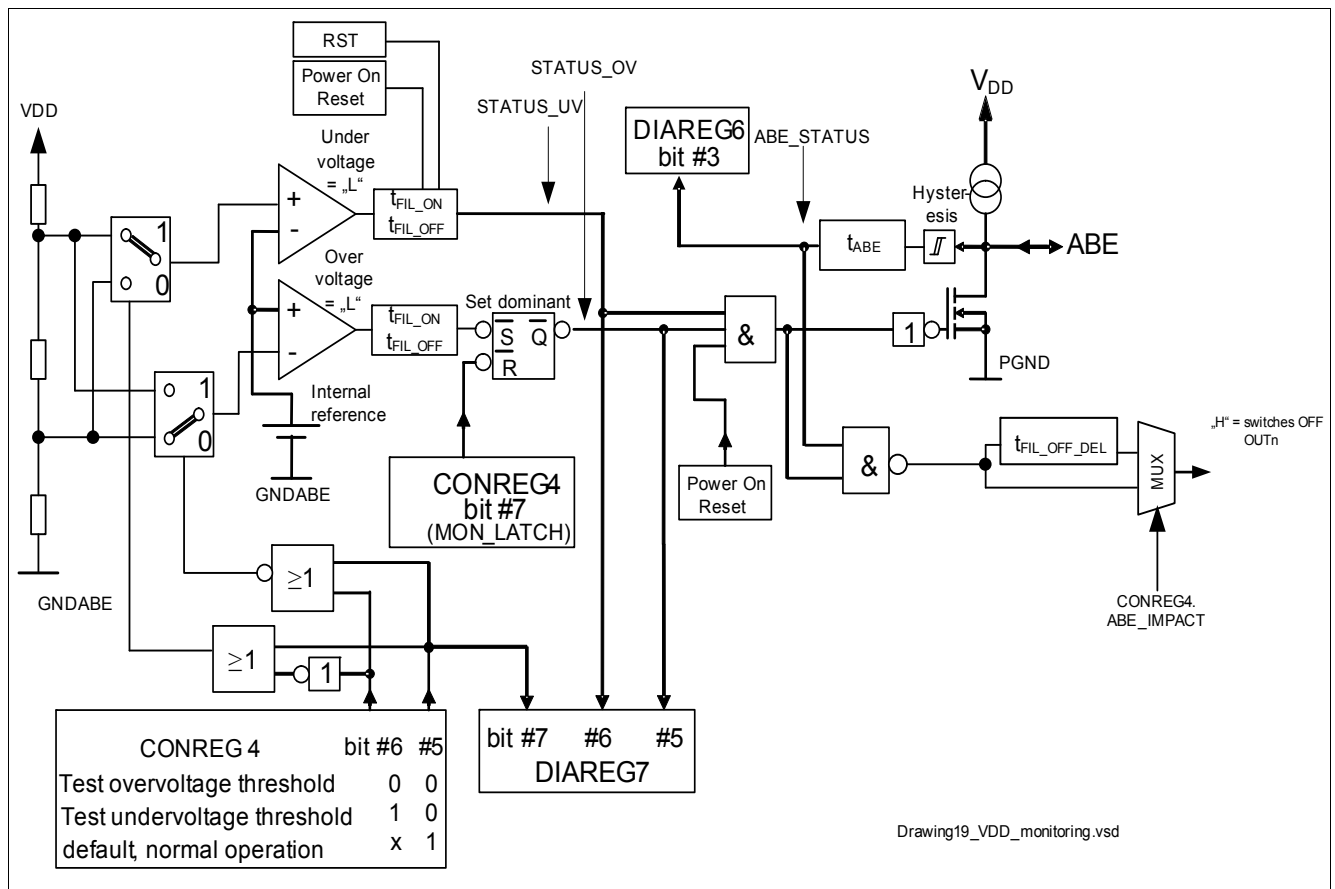 RST
Power On
Reset
STATUS_OV
STATUS_UV
VDD
VDD
Under
voltage
= „L“
DIAREG6
bit #3
ABE_STATUS
Hyster-
esis
+
-
tFIL_ON
tFIL_OFF
1
0
tABE
ABE
Over
voltage
= „L“
+
-
tFIL_ON
tFIL_OFF
Set dominant
S Q
R
&
1
PGND
1
0
Internal
reference
GNDABE
CONREG4
bit #7
(MON_LATCH)
Power On
Reset
&
tFIL_OFF_DEL
MUX
„H“ = switches OFF
OUTn
GNDABE
≥1
≥1
1
CONREG4.
ABE_IMPACT
CONREG 4 bit #6 #5
Test overvoltage threshold 0 0
Test undervoltage threshold 1 0
default, normal operation x 1
bit #7 #6 #5
DIAREG7
Drawing19_VDD_monitoring.vsd